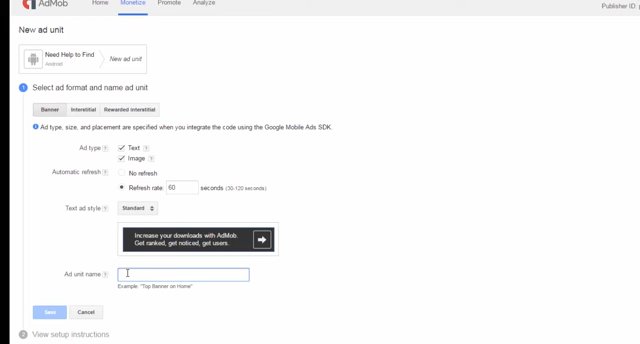 AdMob Home Monetize Promote Analyze Publisher ID:
New ad unit
Need Help to Find
Android
New ad unit
1 Select ad format and name ad unit
Banner Interstitial Rewarded interstitial
Ad type, size, and placement are specified when you integrate the code using the Google Mobile Ads SDK
Ad type ? Text ?
Image ?
Automatic refresh ? No refresh
Refresh rate: 60 seconds (30-120 seconds)
Text ad style ? Standard
Increase your downloads with AdMob.
Get ranked, get noticed, get users.
Ad unit name ?
Example: "Top Banner on Home"
Save Cancel
2 View setup instructions